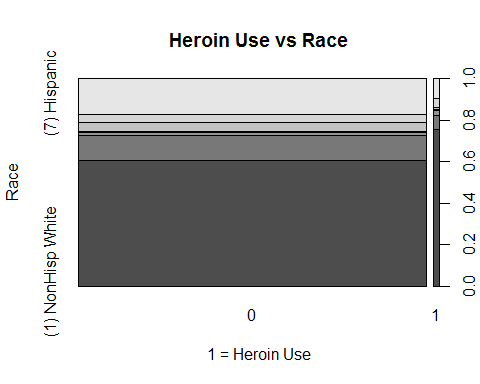 Heroin Use vs Race
(7) Hispanic
(1) NonHisp White
Race
1.0
0.8
0.6
0.4
0.2
0.0
0
1
1 = Heroin Use